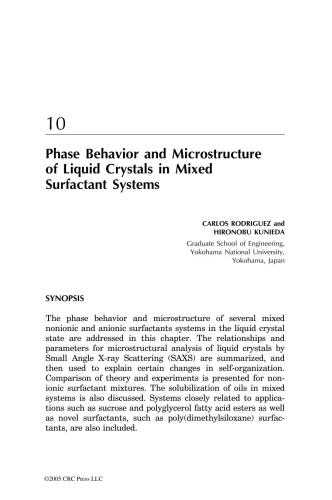 10
Phase Behavior and Microstructure
of Liquid Crystals in Mixed
Surfactant Systems
CARLOS RODRIGUEZ and
HIRONOBU KUNIEDA
Graduate School of Engineering,
Yokohama National University,
Yokohama, Japan
SYNOPSIS
The phase behavior and microstructure of several mixed
nonionic and anionic surfactants systems in the liquid crystal
state are addressed in this chapter. The relationships and
parameters for microstructural analysis of liquid crystals by
Small Angle X-ray Scattering (SAXS) are summarized, and
then used to explain certain changes in self-organization.
Comparison of theory and experiments is presented for non-
ionic surfactant mixtures. The solubilization of oils in mixed
systems is also discussed. Systems closely related to applica-
tions such as sucrose and polyglycerol fatty acid esters as well
as novel surfactants, such as poly(dimethylsiloxane) surfac-
tants, are also included.
©2005 CRC Press LLC